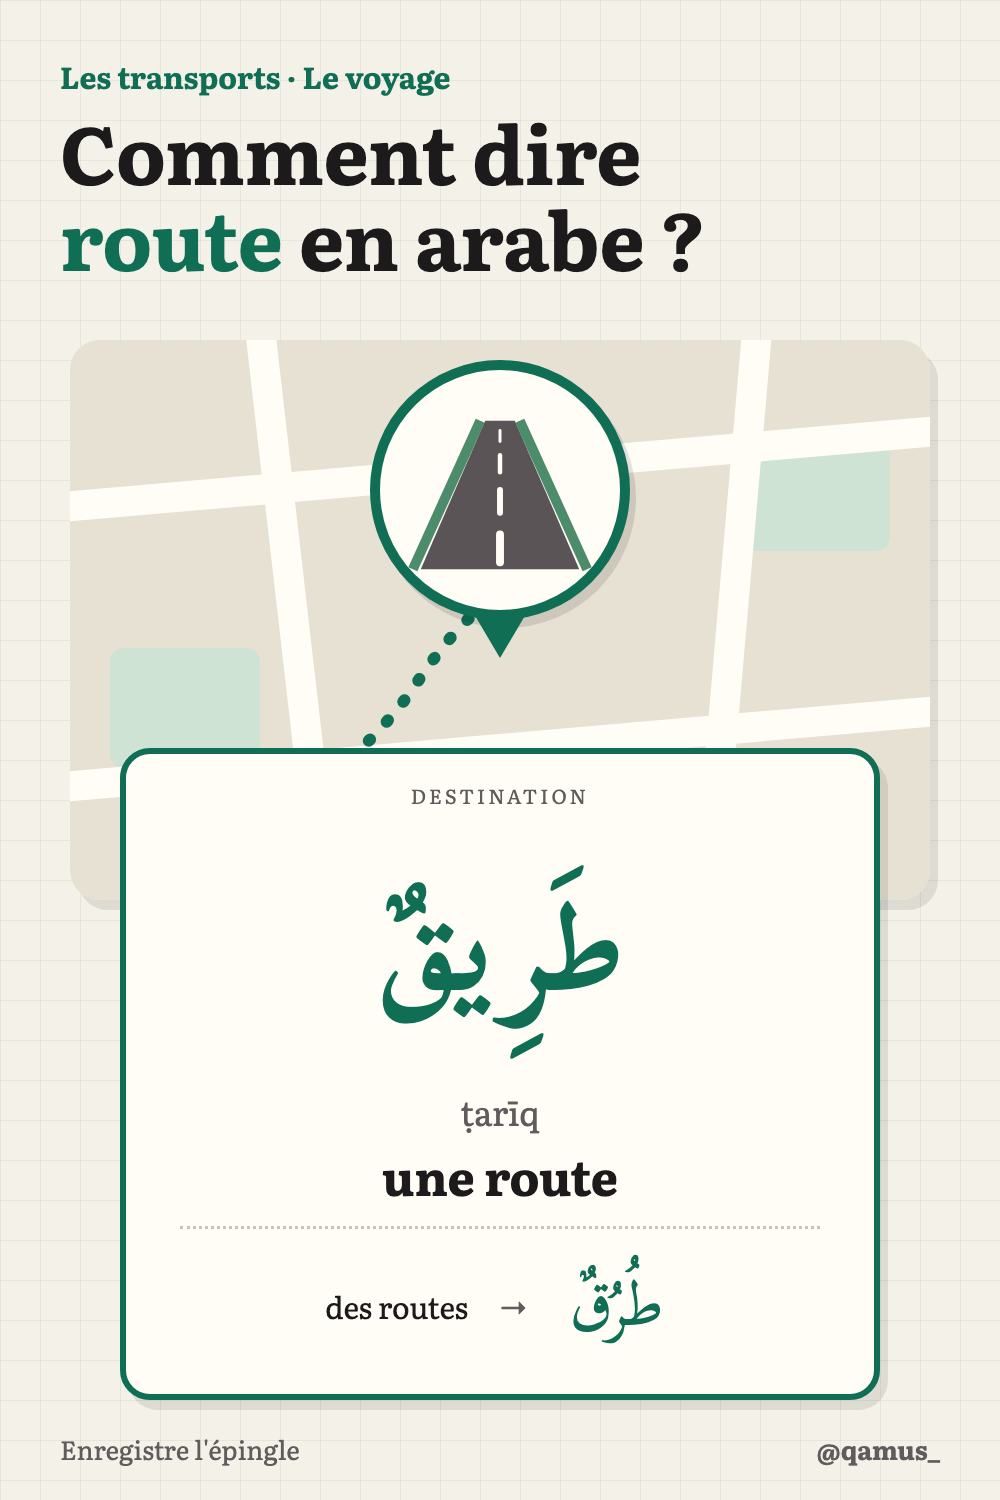 Les transports · Le voyage
Comment dire
route en arabe ?
DESTINATION
طَرِيقٌ
ṭarīq
une route
des routes → طُرُقٌ
Enregistre l'épingle
@qamus_